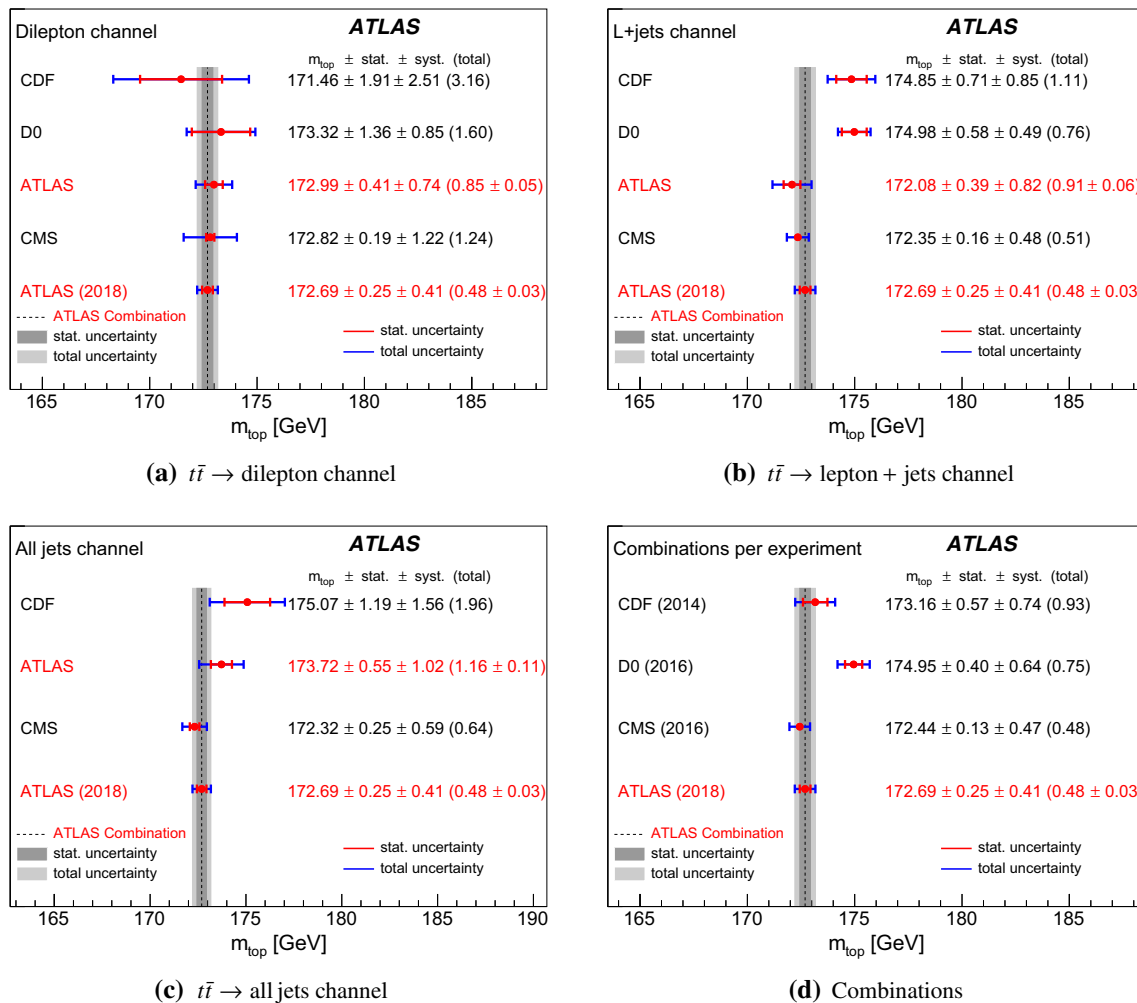 Dilepton channel
ATLAS
m_top ± stat. ± syst. (total)
CDF 171.46 ± 1.91 ± 2.51 (3.16)
D0 173.32 ± 1.36 ± 0.85 (1.60)
ATLAS 172.99 ± 0.41 ± 0.74 (0.85 ± 0.05)
CMS 172.82 ± 0.19 ± 1.22 (1.24)
ATLAS (2018) 172.69 ± 0.25 ± 0.41 (0.48 ± 0.03)
ATLAS Combination
stat. uncertainty stat. uncertainty
total uncertainty total uncertainty
165 170 175 180 185
m_top [GeV]
(a) tt̄ → dilepton channel
L+jets channel
ATLAS
m_top ± stat. ± syst. (total)
CDF 174.85 ± 0.71 ± 0.85 (1.11)
D0 174.98 ± 0.58 ± 0.49 (0.76)
ATLAS 172.08 ± 0.39 ± 0.82 (0.91 ± 0.06)
CMS 172.35 ± 0.16 ± 0.48 (0.51)
ATLAS (2018) 172.69 ± 0.25 ± 0.41 (0.48 ± 0.03
ATLAS Combination
stat. uncertainty stat. uncertainty
total uncertainty total uncertainty
165 170 175 180 185
m_top [GeV]
(b) tt̄ → lepton + jets channel
All jets channel
ATLAS
m_top ± stat. ± syst. (total)
CDF 175.07 ± 1.19 ± 1.56 (1.96)
ATLAS 173.72 ± 0.55 ± 1.02 (1.16 ± 0.11)
CMS 172.32 ± 0.25 ± 0.59 (0.64)
ATLAS (2018) 172.69 ± 0.25 ± 0.41 (0.48 ± 0.03)
ATLAS Combination
stat. uncertainty stat. uncertainty
total uncertainty total uncertainty
165 170 175 180 185 190
m_top [GeV]
(c) tt̄ → all jets channel
Combinations per experiment
ATLAS
m_top ± stat. ± syst. (total)
CDF (2014) 173.16 ± 0.57 ± 0.74 (0.93)
D0 (2016) 174.95 ± 0.40 ± 0.64 (0.75)
CMS (2016) 172.44 ± 0.13 ± 0.47 (0.48)
ATLAS (2018) 172.69 ± 0.25 ± 0.41 (0.48 ± 0.03
ATLAS Combination
stat. uncertainty stat. uncertainty
total uncertainty total uncertainty
165 170 175 180 185
m_top [GeV]
(d) Combinations